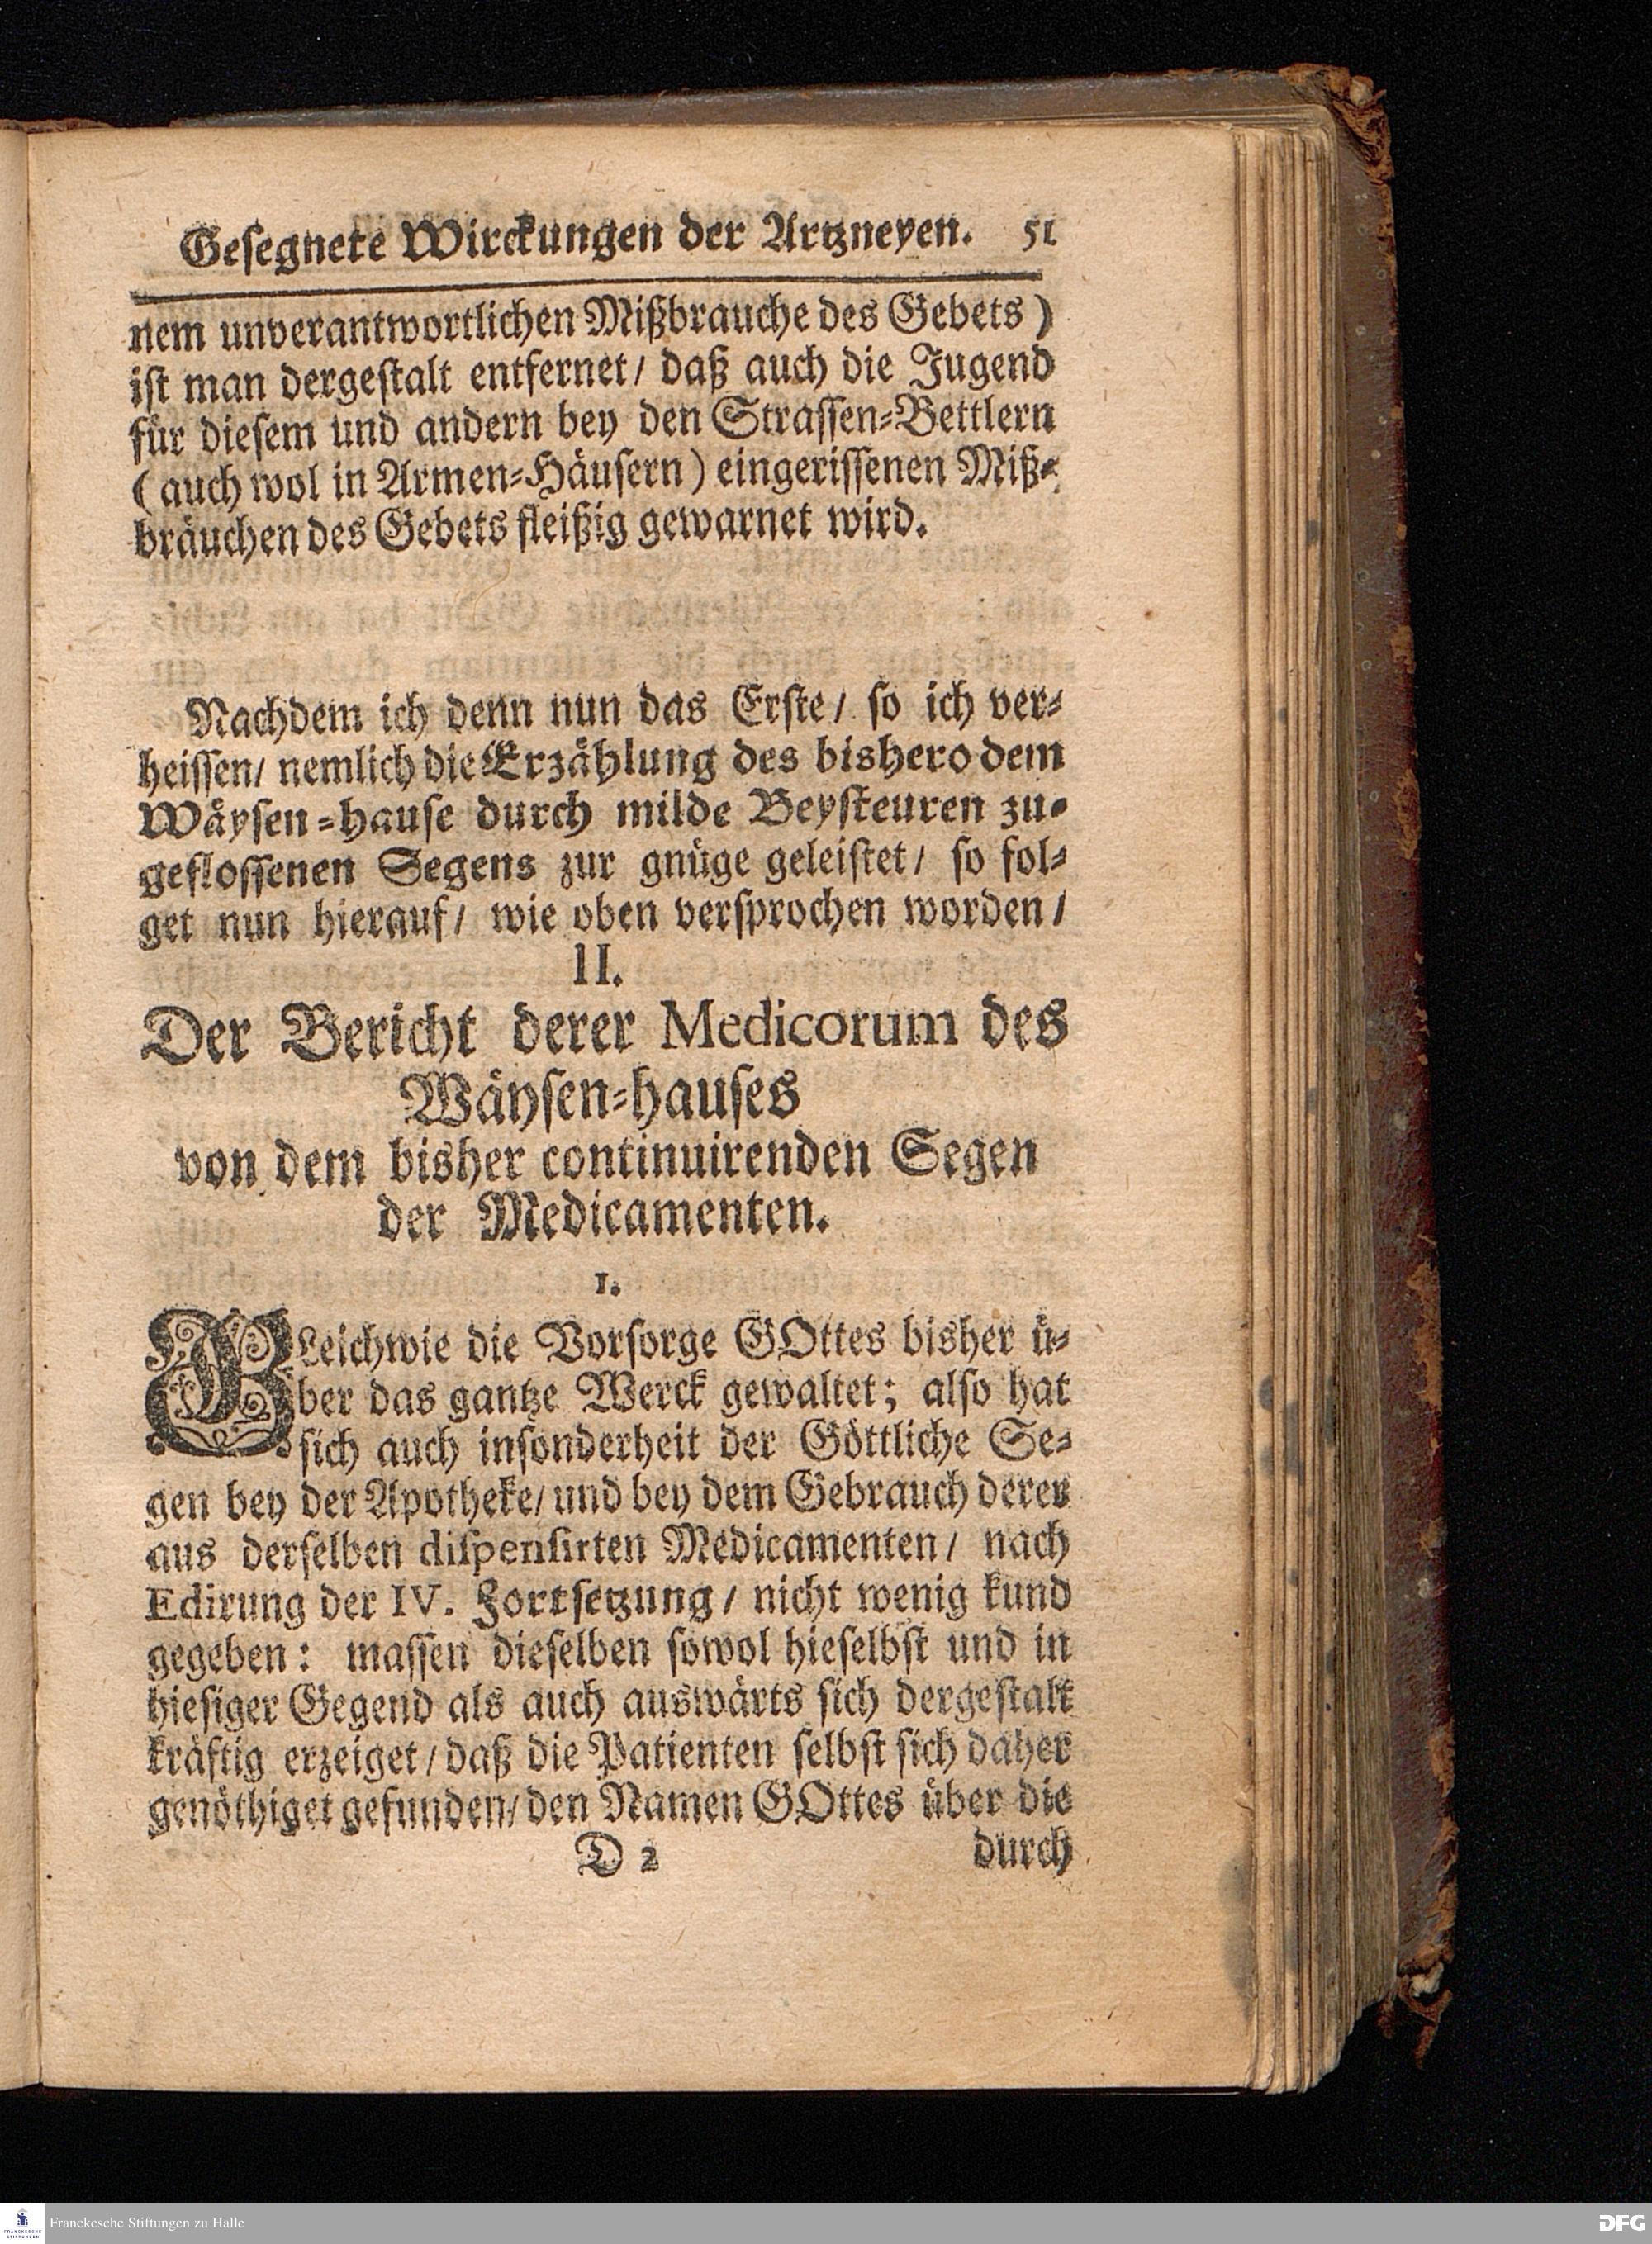 Gesegnete Wirckungen der Artzneyen. 51
nem unverantwortlichen Mißbrauche des Gebets)
ist man dergestalt entfernet/ daß auch die Jugend
für diesem und andern bey den Strassen-Bettlern
(auch wol in Armen-Häusern) eingerissenen Miß-
bräuchen des Gebets fleißig gewarnet wird.
Nachdem ich denn nun das Erste/ so ich ver-
heissen/ nemlich die Erzählung des bishero dem
Wäysen-hause durch milde Beysteuren zu-
geflossenen Segens zur gnüge geleistet/ so fol-
get nun hierauf/ wie oben versprochen worden/
II.
Der Bericht derer Medicorum des
Wäysen-hauses
von dem bisher continuirenden Segen
der Medicamenten.
1.
GLeichwie die Vorsorge GOttes bisher ü-
ber das gantze Werck gewaltet; also hat
sich auch insonderheit der Göttliche Se-
gen bey der Apotheke/ und bey dem Gebrauch derer
aus derselben dispensirten Medicamenten/ nach
Edirung der IV. Fortsetzung/ nicht wenig kund
gegeben: massen dieselben sowol hieselbst und in
hiesiger Gegend als auch auswärts sich dergestalt
kräftig erzeiget/ daß die Patienten selbst sich daher
genöthiget gefunden/ den Namen GOttes über die
D 2 durch
FRANCKESCHE STIFTUNGEN
Franckesche Stiftungen zu Halle
DFG